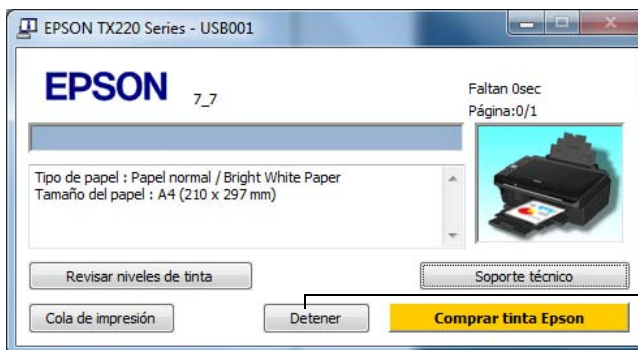 EPSON TX220 Series - USB001
EPSON 7_7
Faltan 0sec
Página:0/1
Tipo de papel : Papel normal / Bright White Paper
Tamaño del papel : A4 (210 x 297 mm)
Revisar niveles de tinta
Soporte técnico
Cola de impresión
Detener
Comprar tinta Epson